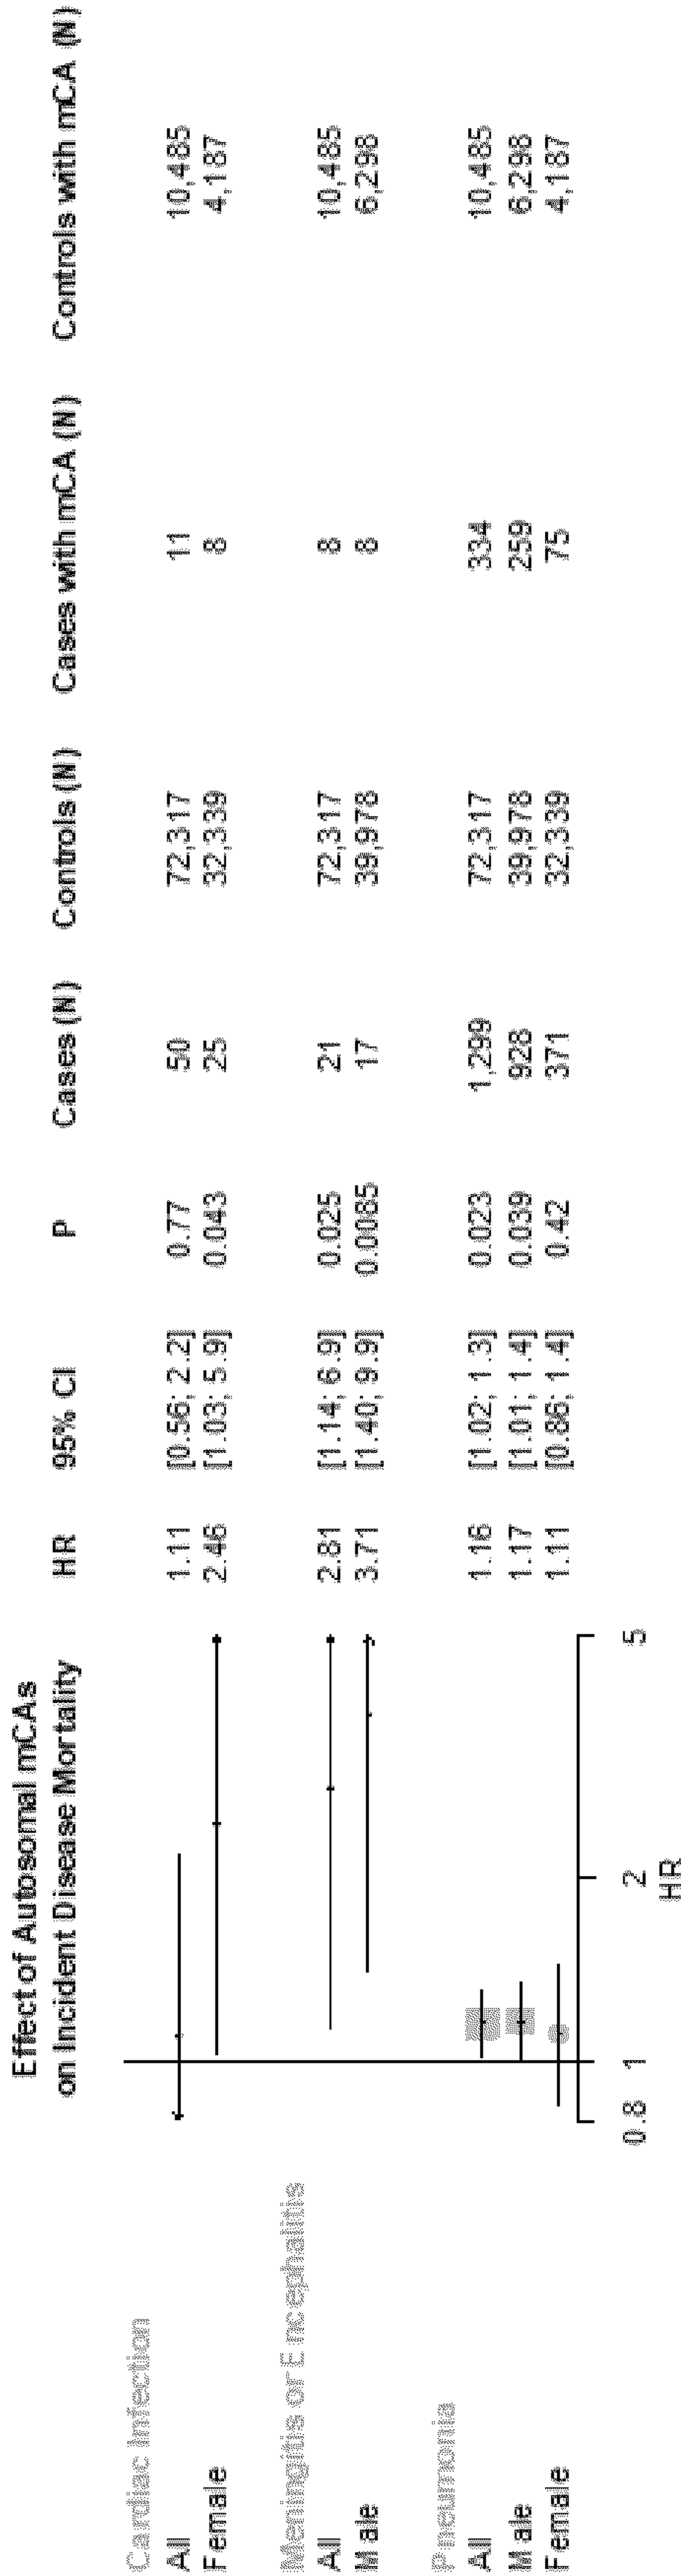 Effect of Autosomal mCAs
on Incident Disease Mortality HR 95% CI P Cases (N) Controls (N) Cases with mCA (N) Controls with mCA (N)
Cardiac Infection
All 1.11 [0.56; 2.2] 0.77 50 72,317 11 10,485
Female 2.46 [1.03; 5.9] 0.043 25 32,339 8 4,187
Meningitis or Encephalitis
All 2.81 [1.14; 6.9] 0.025 21 72,317 8 10,485
Male 3.71 [1.40; 9.9] 0.0085 17 39,978 8 6,298
Pneumonia
All 1.16 [1.02; 1.3] 0.023 1,299 72,317 334 10,485
Male 1.17 [1.01; 1.4] 0.039 928 39,978 259 6,298
Female 1.11 [0.86; 1.4] 0.42 371 32,339 75 4,187
0.8 1 2 5
HR